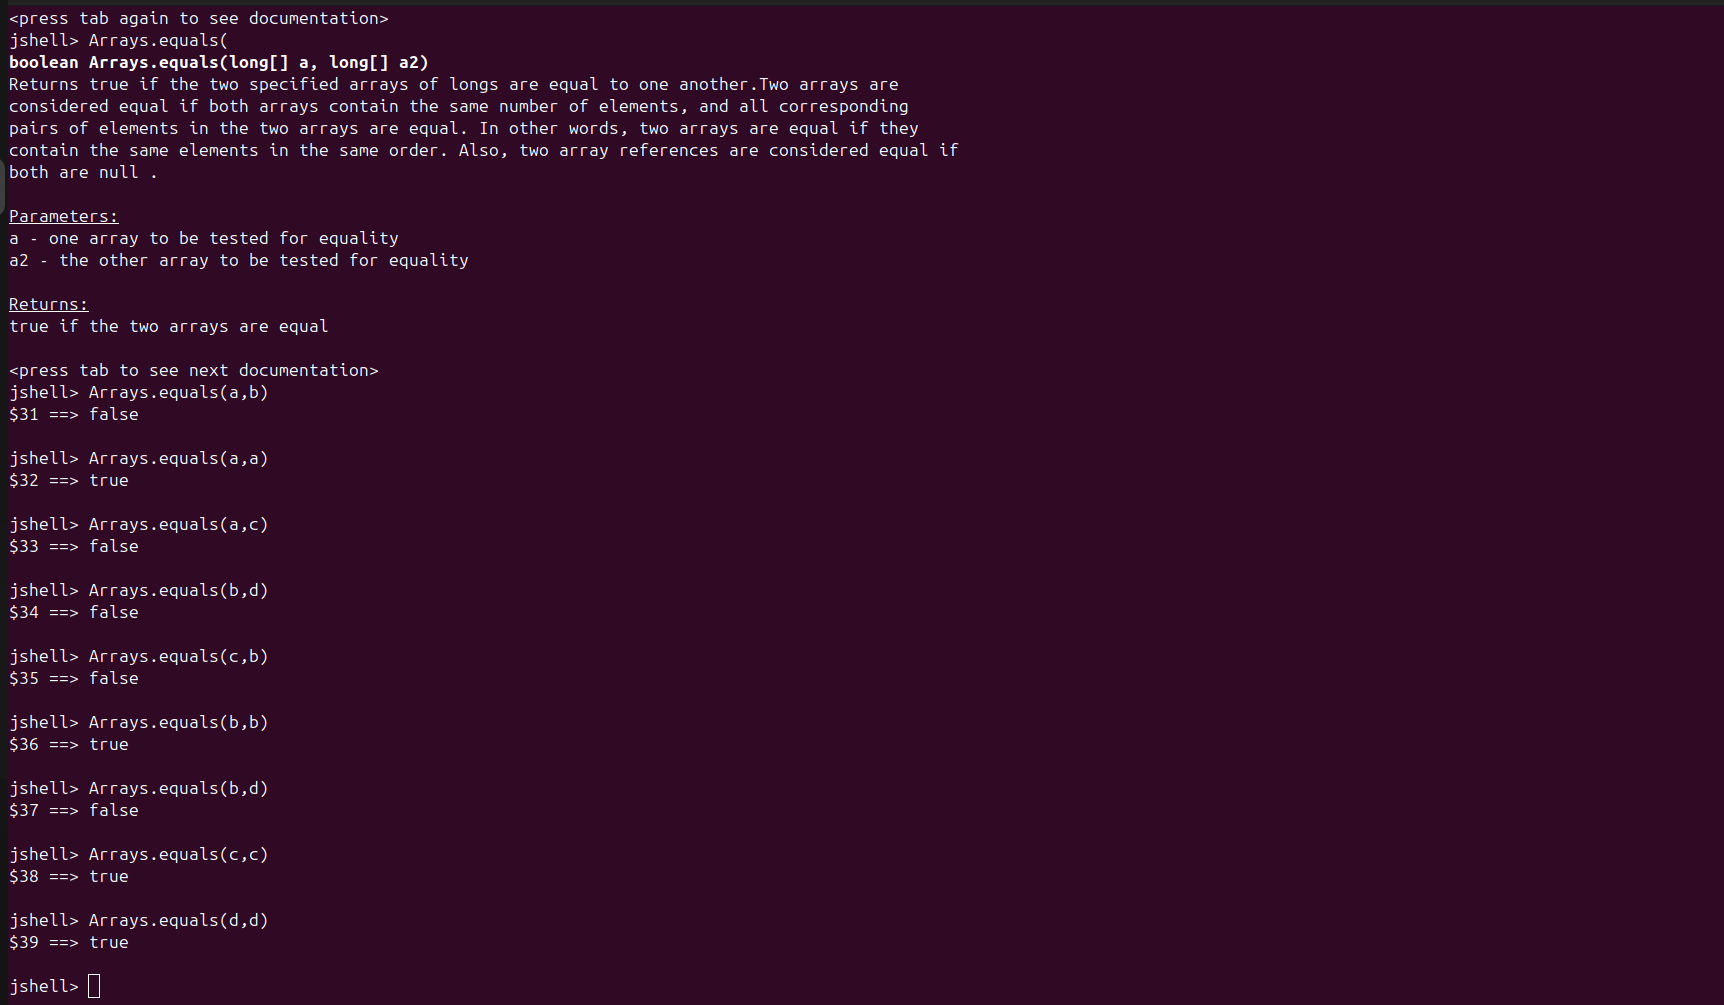 <press tab again to see documentation>
jshell> Arrays.equals(
boolean Arrays.equals(long[] a, long[] a2)
Returns true if the two specified arrays of longs are equal to one another.Two arrays are
considered equal if both arrays contain the same number of elements, and all corresponding
pairs of elements in the two arrays are equal. In other words, two arrays are equal if they
contain the same elements in the same order. Also, two array references are considered equal if
both are null .
Parameters:
a - one array to be tested for equality
a2 - the other array to be tested for equality
Returns:
true if the two arrays are equal
<press tab to see next documentation>
jshell> Arrays.equals(a,b)
$31 ==> false
jshell> Arrays.equals(a,a)
$32 ==> true
jshell> Arrays.equals(a,c)
$33 ==> false
jshell> Arrays.equals(b,d)
$34 ==> false
jshell> Arrays.equals(c,b)
$35 ==> false
jshell> Arrays.equals(b,b)
$36 ==> true
jshell> Arrays.equals(b,d)
$37 ==> false
jshell> Arrays.equals(c,c)
$38 ==> true
jshell> Arrays.equals(d,d)
$39 ==> true
jshell>